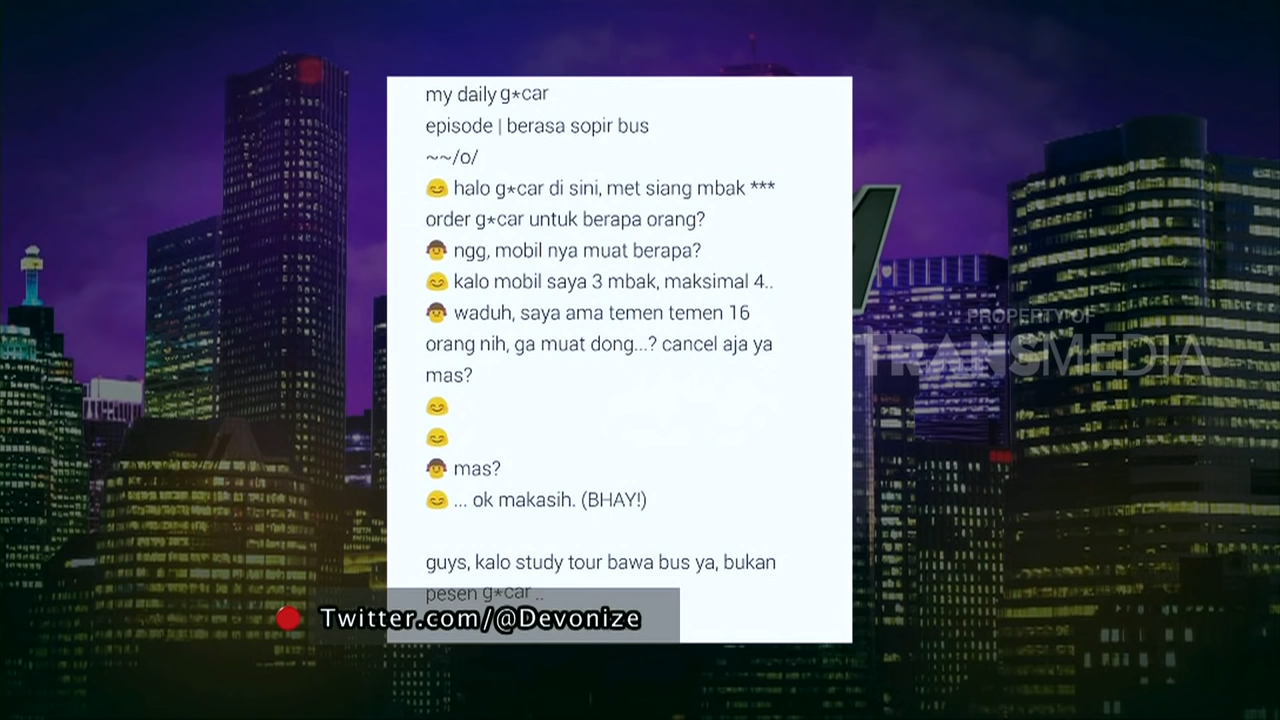 my daily g*car
episode | berasa sopir bus
~~/o/
😊 halo g*car di sini, met siang mbak ***
order g*car untuk berapa orang?
👧 ngg, mobil nya muat berapa?
😊 kalo mobil saya 3 mbak, maksimal 4..
👧 waduh, saya ama temen temen 16
orang nih, ga muat dong...? cancel aja ya
mas?
😊
😊
👧 mas?
😊 ... ok makasih. (BHAY!)
guys, kalo study tour bawa bus ya, bukan
pesen g*car ..
Twitter.com/@Devonize
PROPERTY OF
TRANSMEDIA